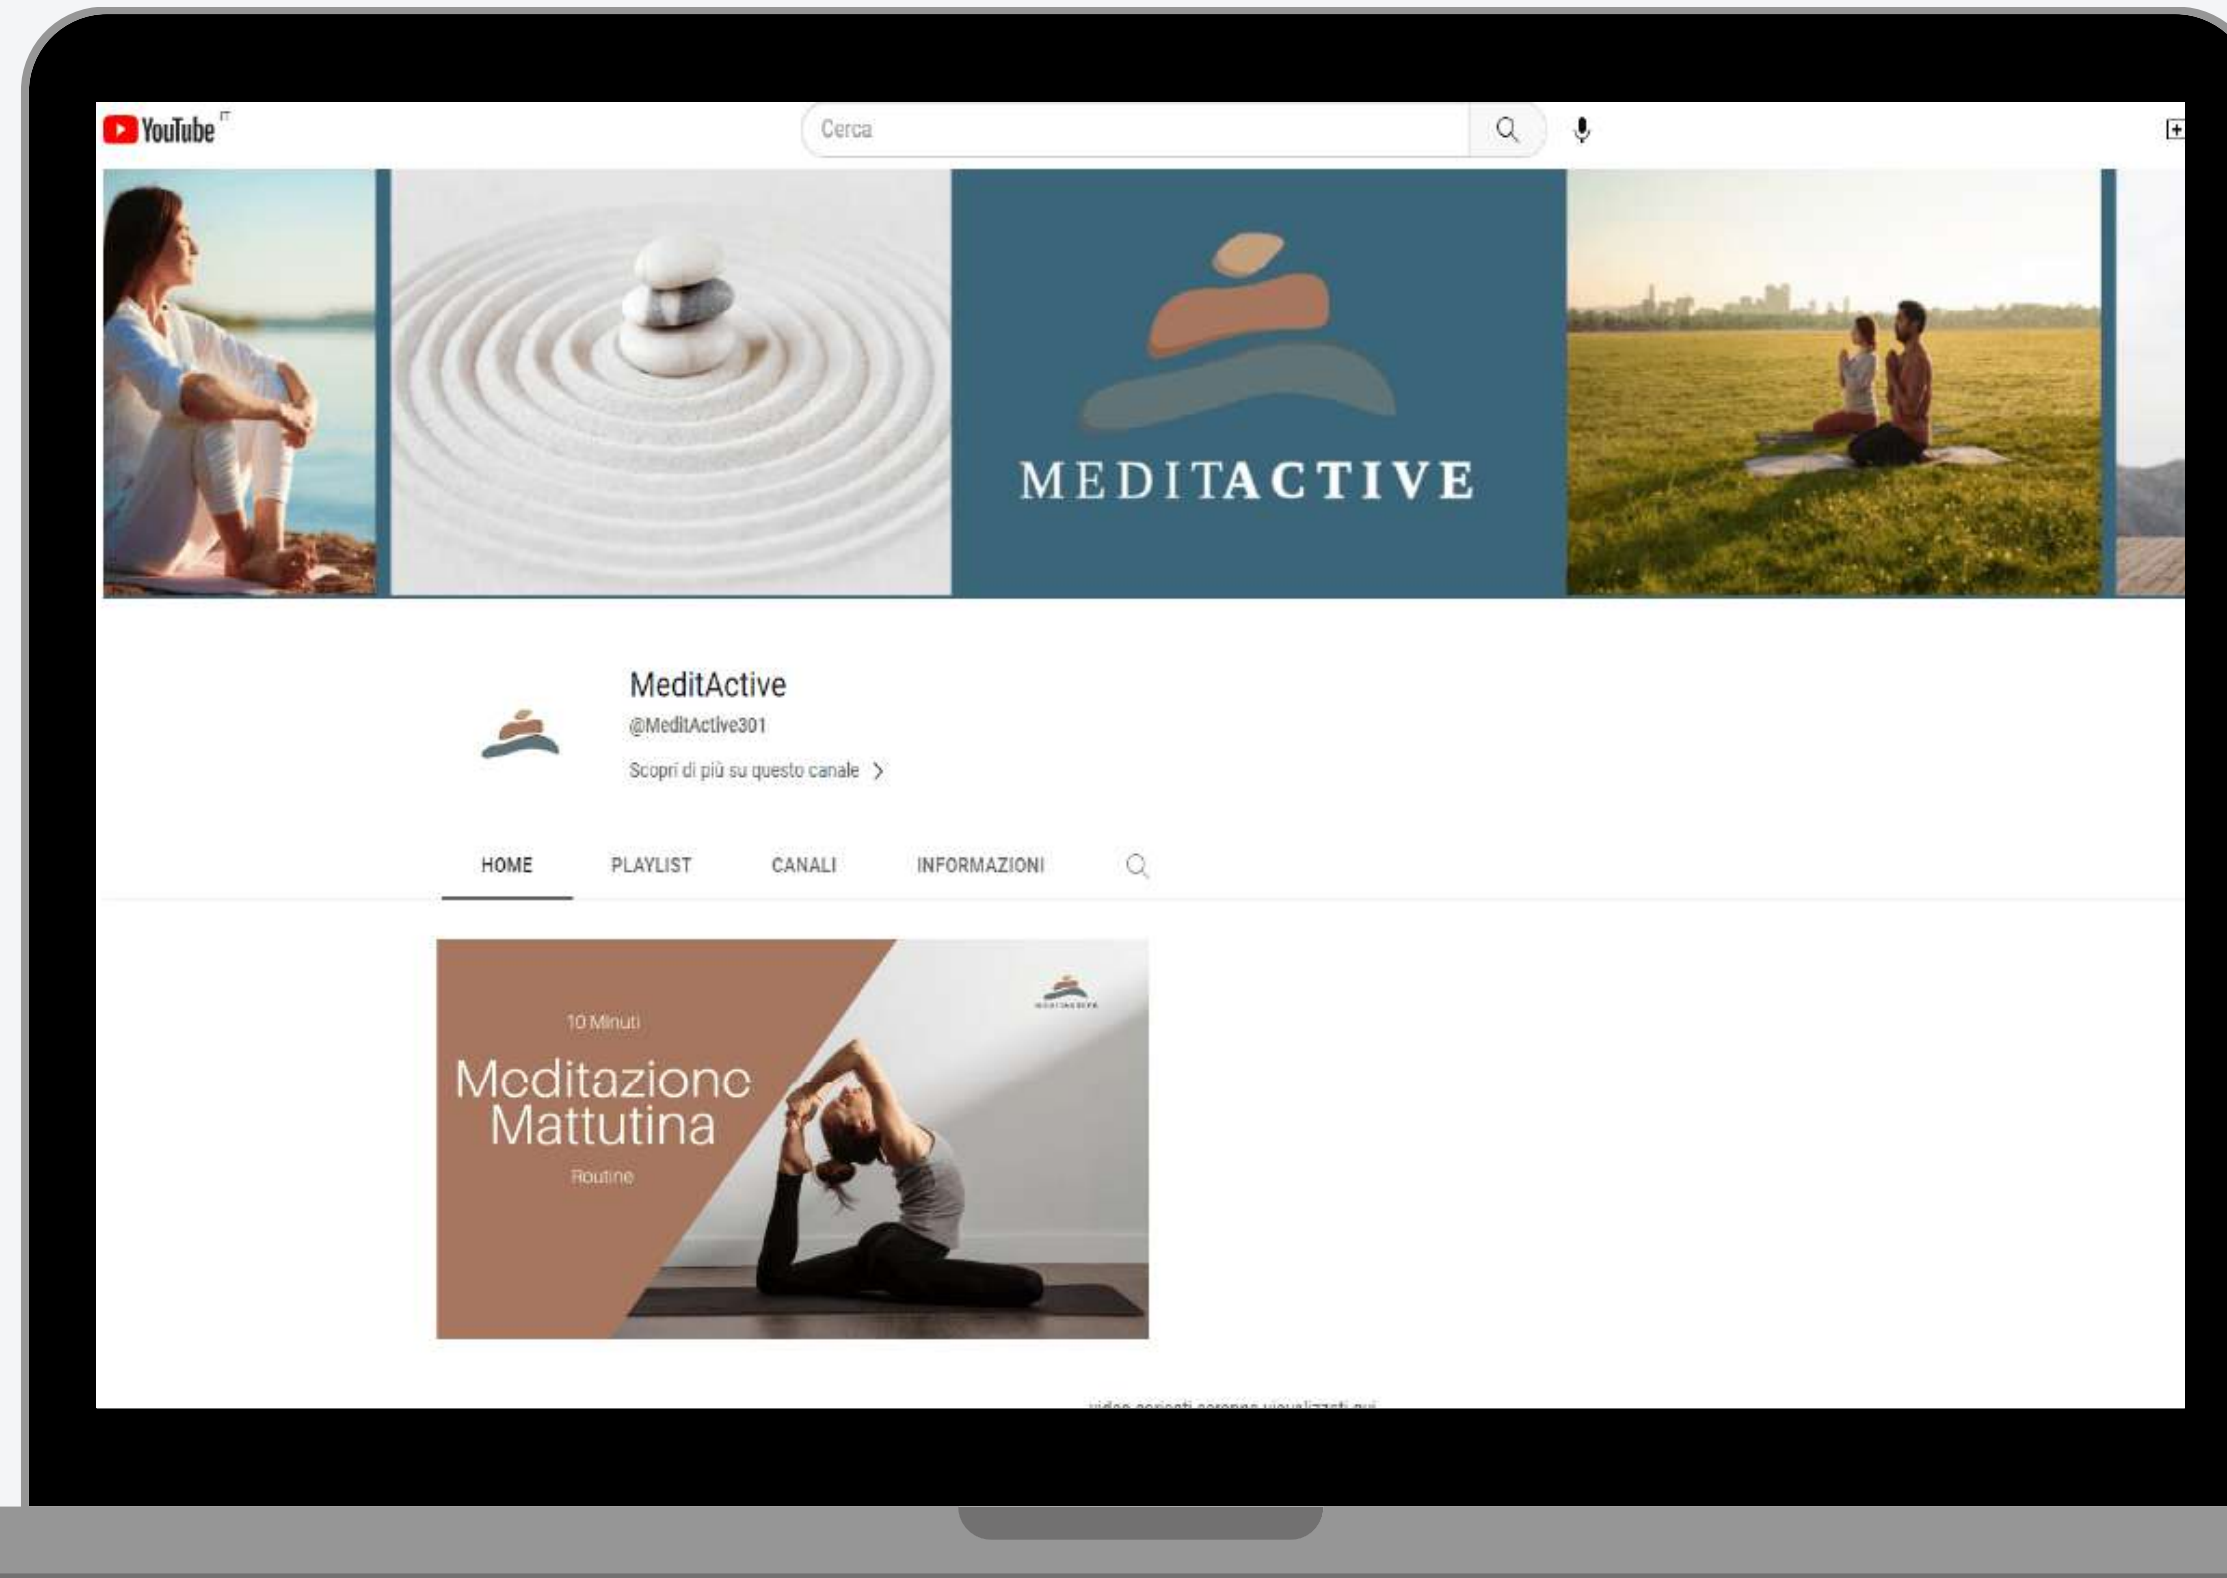 YouTube IT
Cerca
MEDITACTIVE
MeditActive
@MeditActive301
Scopri di più su questo canale
HOME PLAYLIST CANALI INFORMAZIONI
10 Minuti
Meditazione
Mattutina
Routine